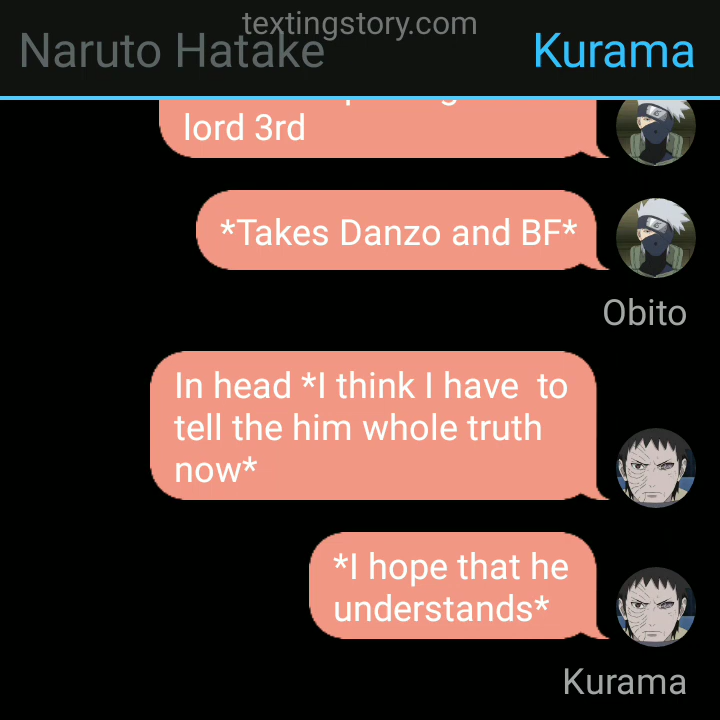 textingstory.com
Naruto Hatake
Kurama
lord 3rd
*Takes Danzo and BF*
Obito
In head *I think I have  to
tell the him whole truth
now*
*I hope that he
understands*
Kurama